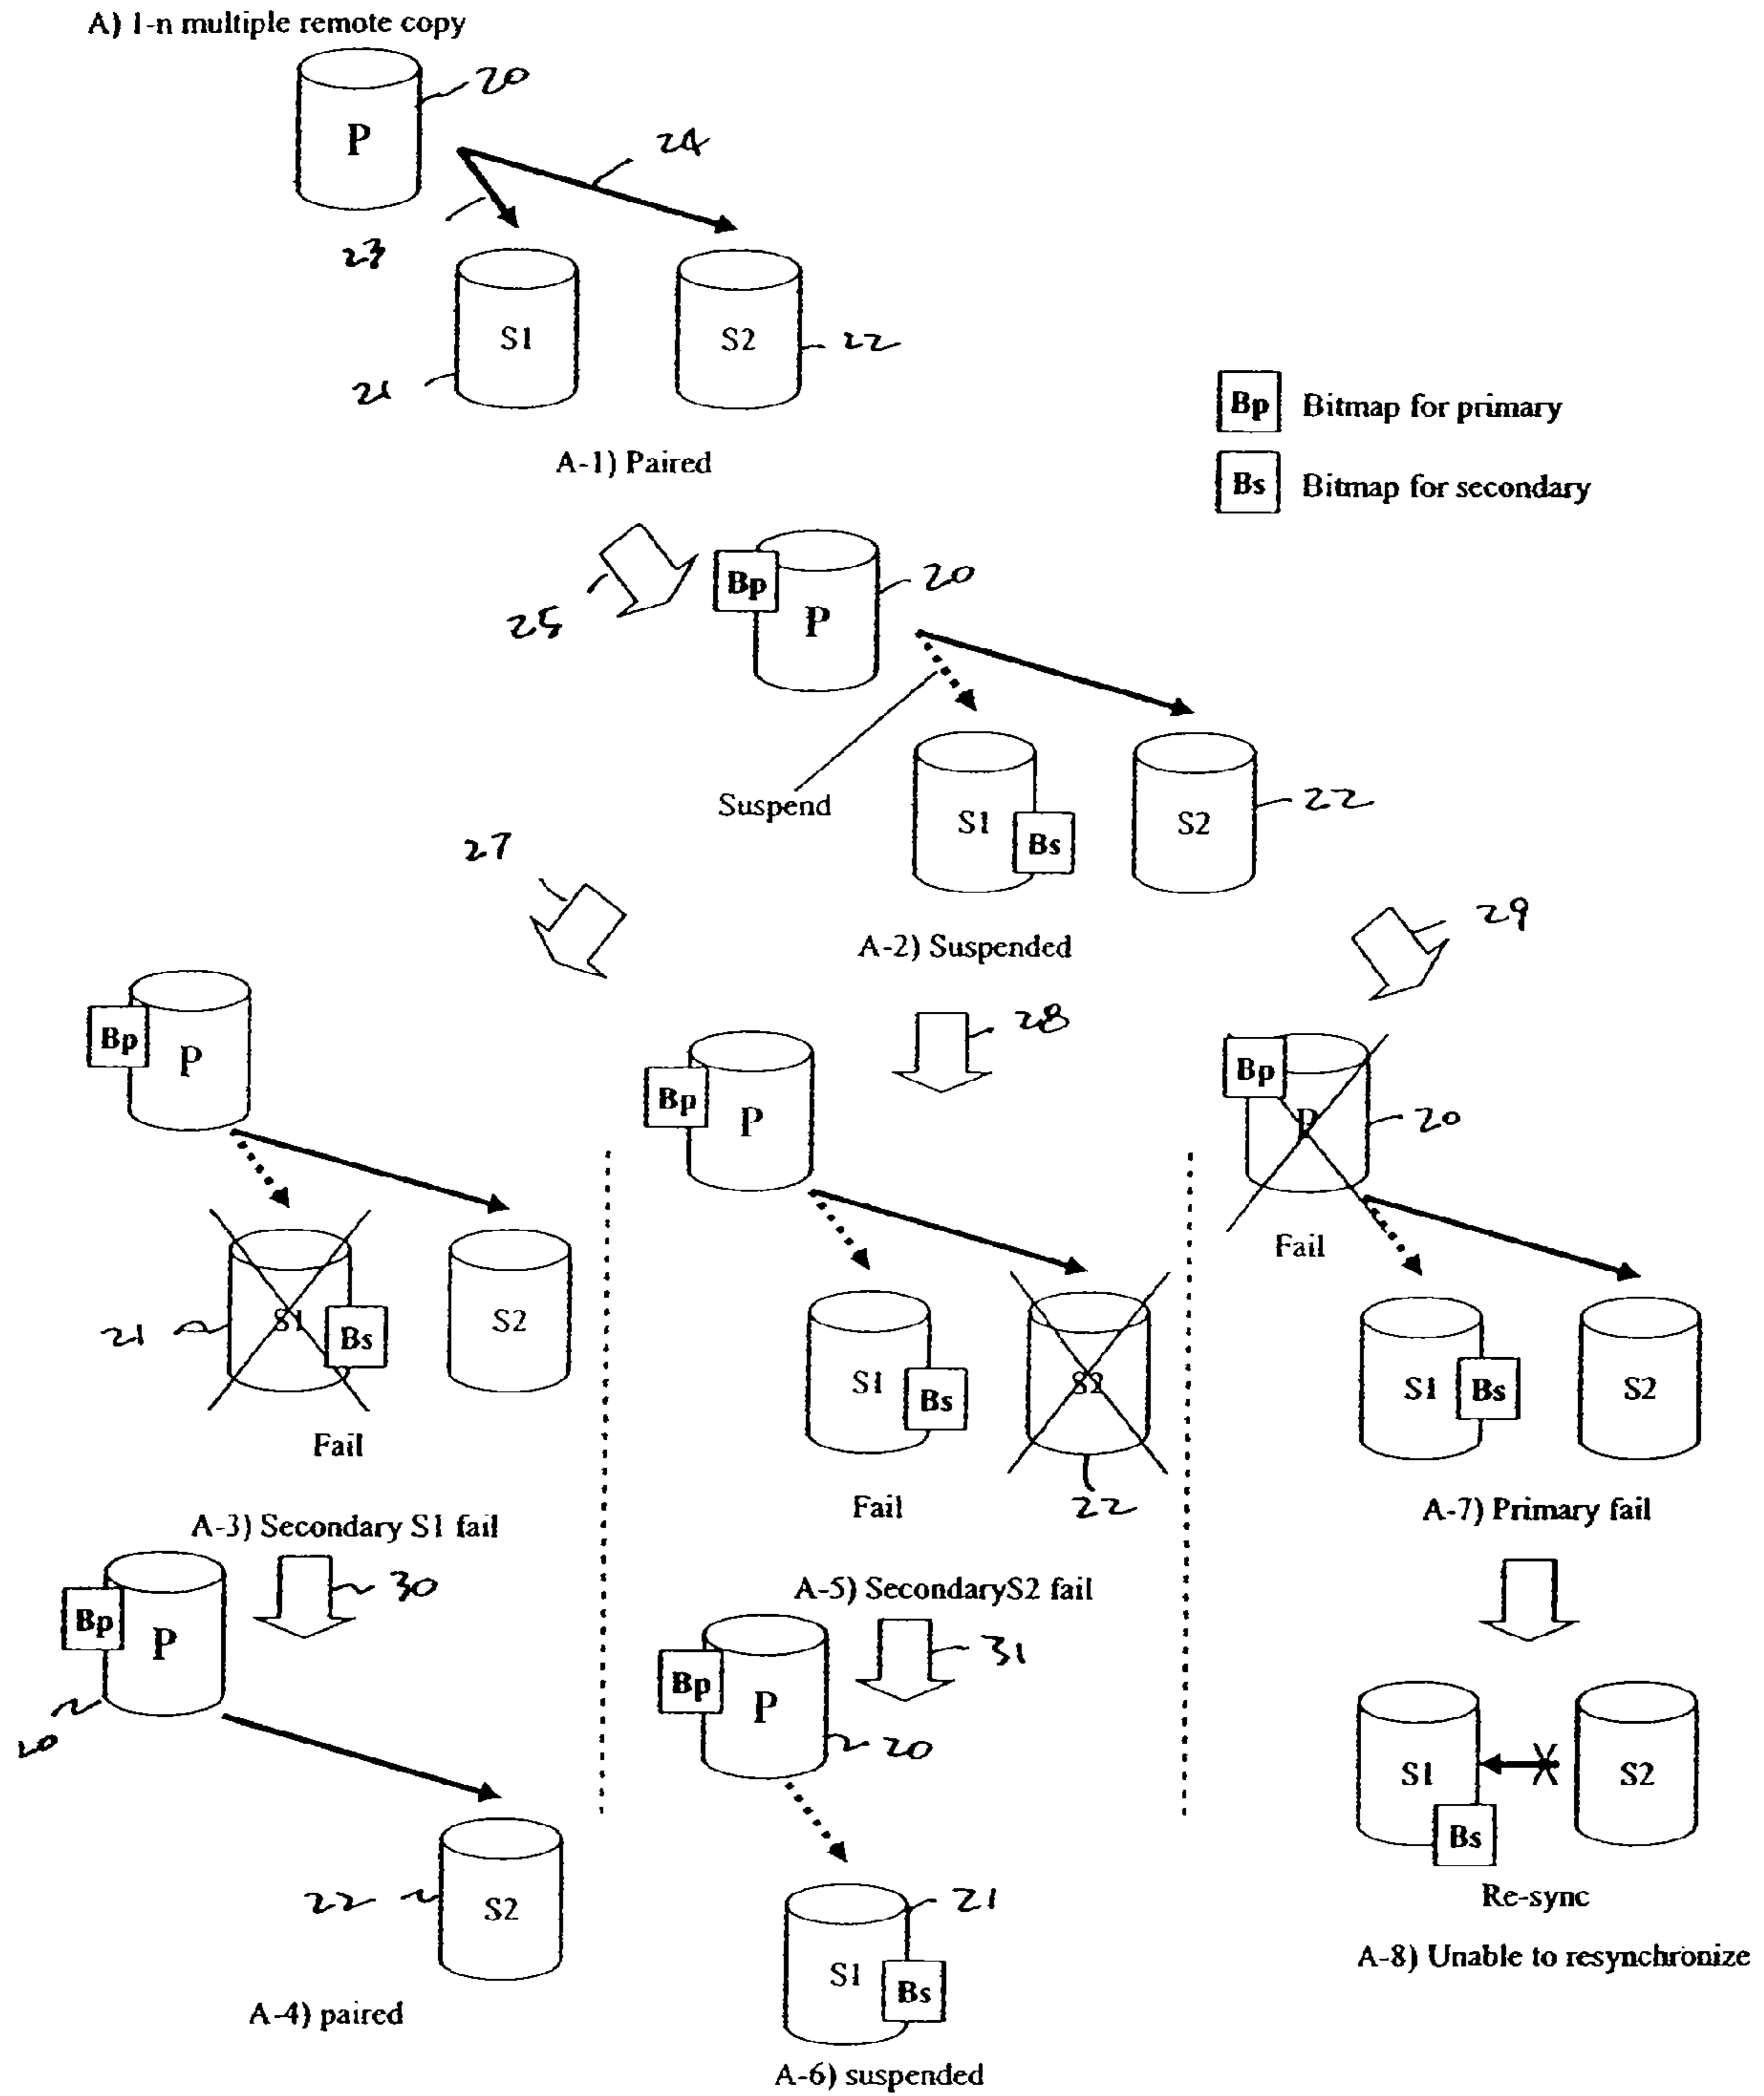 A) 1-n multiple remote copy
20
P
24
23
S1
S2
22
21
A-1) Paired
Bp Bitmap for primary
Bs Bitmap for secondary
25
Bp
P
20
Suspend
S1
Bs
S2
22
A-2) Suspended
27
28
29
Bp
P
S1
Bs
S2
21
Fail
A-3) Secondary S1 fail
30
Bp
P
20
S2
22
A-4) paired
Bp
P
S1
Bs
S2
22
Fail
A-5) SecondaryS2 fail
31
Bp
P
20
21
S1
Bs
A-6) suspended
Bp
P
20
Fail
S1
Bs
S2
A-7) Primary fail
S1
Bs
S2
Re-sync
A-8) Unable to resynchronize